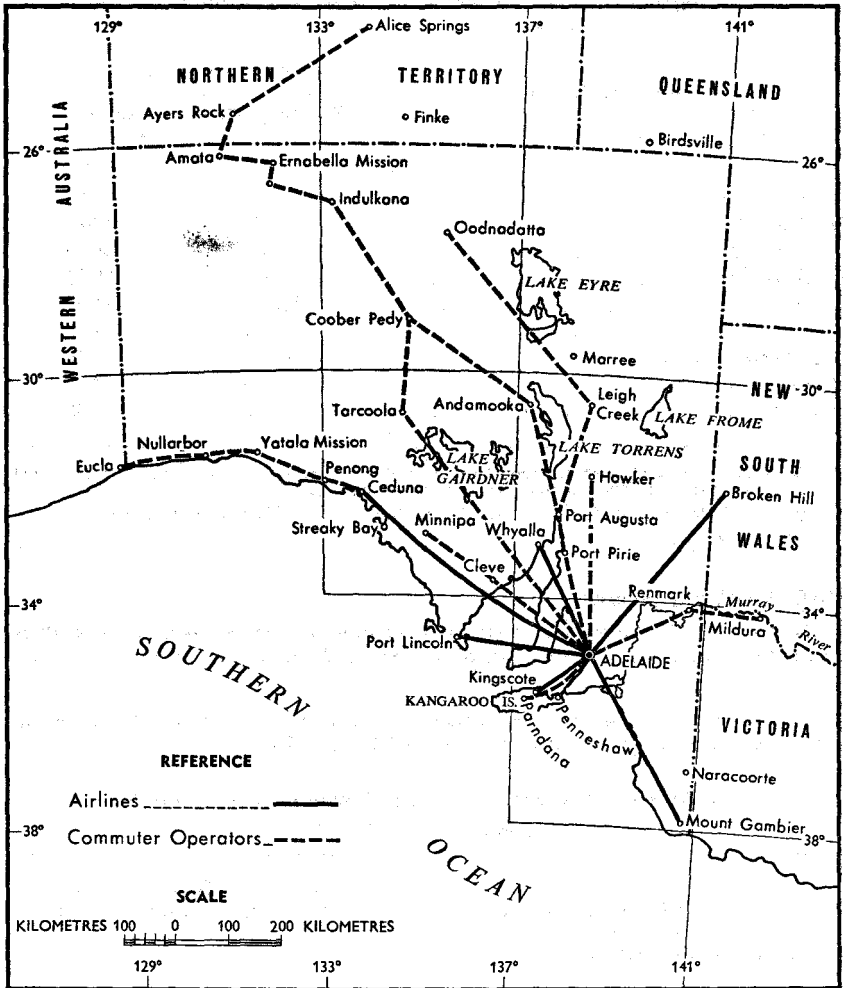 129°
133°
137°
141°
Alice Springs
NORTHERN TERRITORY
QUEENSLAND
Ayers Rock
Finke
Birdsville
26°
26°
Amata
Ernabella Mission
Indulkana
WESTERN AUSTRALIA
Oodnadatta
LAKE EYRE
Coober Pedy
Marree
30°
30°
NEW
SOUTH
WALES
Leigh
Creek
LAKE FROME
Andamooka
Tarcoola
LAKE TORRENS
Nullarbor
Yatala Mission
LAKE
GAIRDNER
Eucla
Penong
Ceduna
Hawker
Broken Hill
Streaky Bay
Minnipa
Whyalla
Port Augusta
Port Pirie
Cleve
34°
34°
Renmark
Murray
River
Mildura
Port Lincoln
ADELAIDE
Kingscote
KANGAROO IS.
Parndana
Penneshaw
SOUTHERN
OCEAN
VICTORIA
Naracoorte
Mount Gambier
38°
38°
REFERENCE
Airlines
Commuter Operators
SCALE
KILOMETRES 100 0 100 200 KILOMETRES
129°
133°
137°
141°